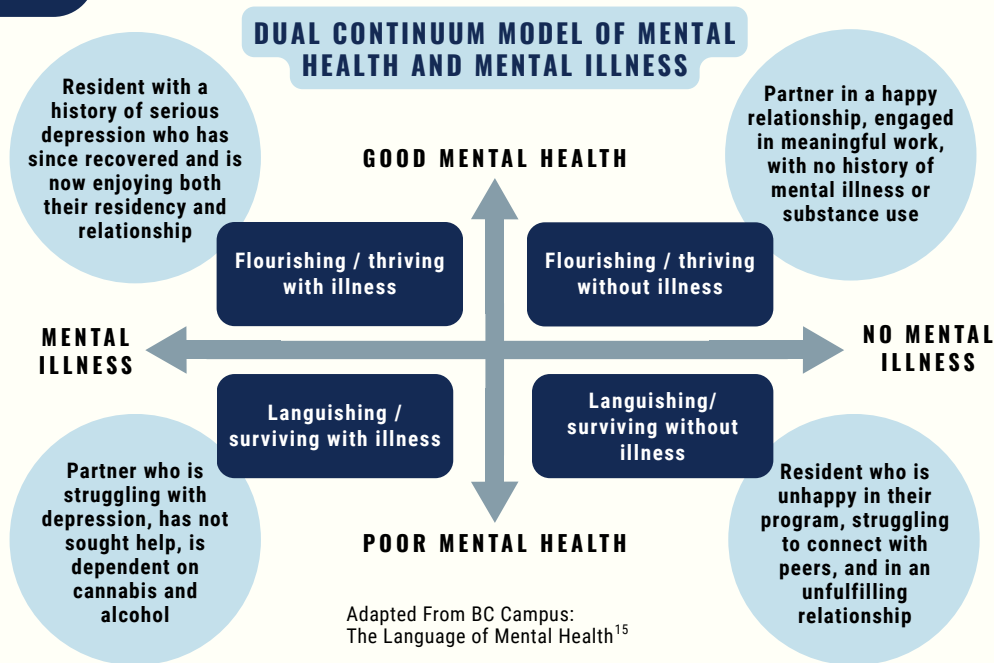 DUAL CONTINUUM MODEL OF MENTAL
HEALTH AND MENTAL ILLNESS
Resident with a
history of serious
depression who has
since recovered and is
now enjoying both
their residency and
relationship
Partner in a happy
relationship, engaged
in meaningful work,
with no history of
mental illness or
substance use
GOOD MENTAL HEALTH
Flourishing / thriving
with illness
Flourishing / thriving
without illness
MENTAL
ILLNESS
NO MENTAL
ILLNESS
Languishing /
surviving with illness
Languishing/
surviving without
illness
Partner who is
struggling with
depression, has not
sought help, is
dependent on
cannabis and
alcohol
Resident who is
unhappy in their
program, struggling
to connect with
peers, and in an
unfulfilling
relationship
POOR MENTAL HEALTH
Adapted From BC Campus:
The Language of Mental Health15